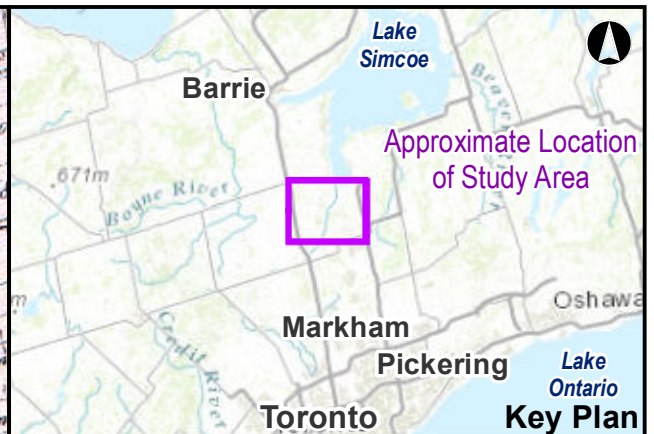 Lake
Simcoe
Barrie
Approximate Location
of Study Area
671m
Boyne River
m
Oshawa
Markham
Credit River
Pickering
Lake
Ontario
Toronto
Key Plan